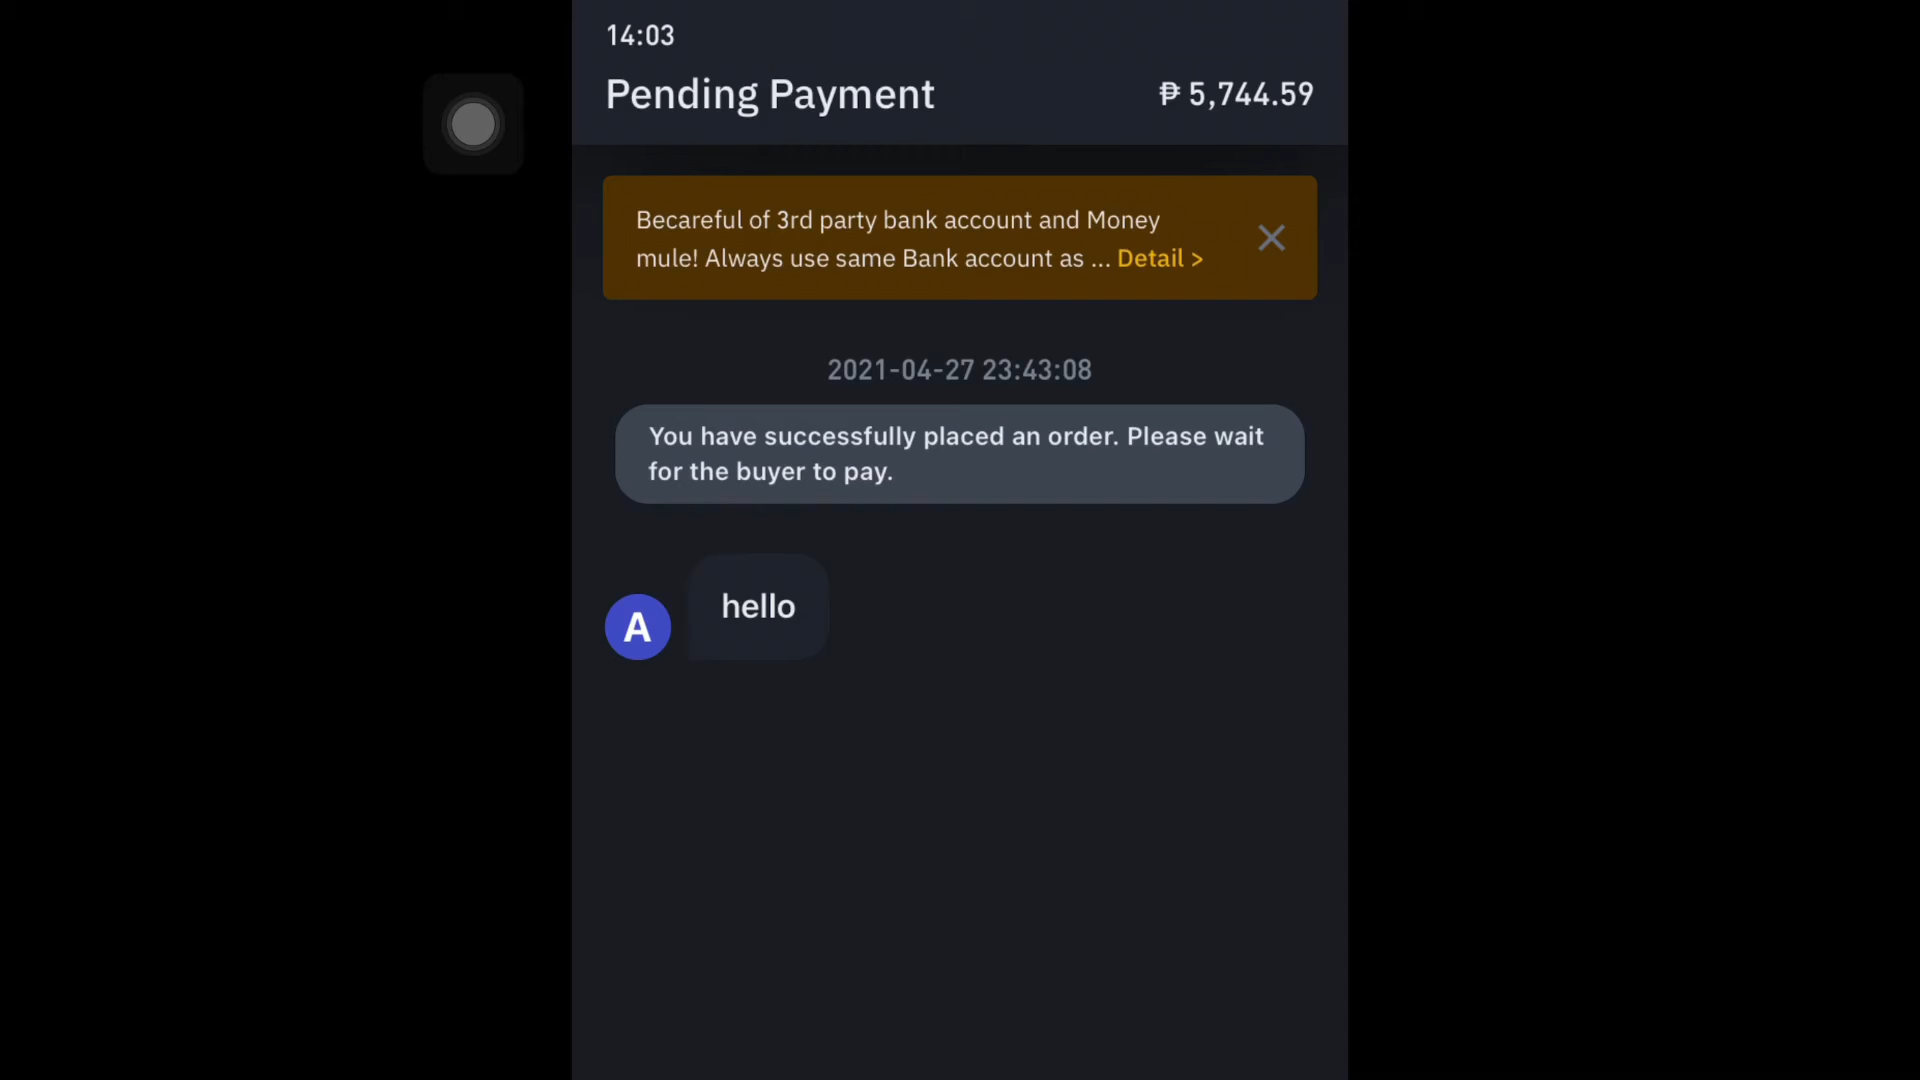 14:03
Pending Payment
₱ 5,744.59
Becareful of 3rd party bank account and Money
mule! Always use same Bank account as ... Detail >
2021-04-27 23:43:08
You have successfully placed an order. Please wait
for the buyer to pay.
hello
A